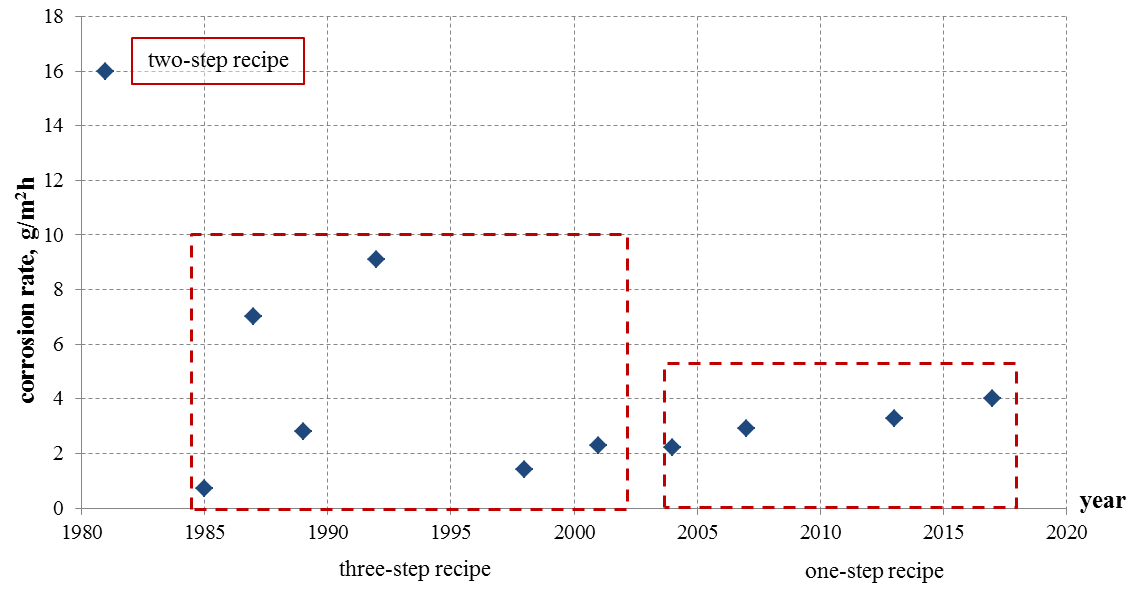 18
16
14
12
10
8
6
4
2
0
corrosion rate, g/m²h
two-step recipe
1980 1985 1990 1995 2000 2005 2010 2015 2020
year
three-step recipe
one-step recipe